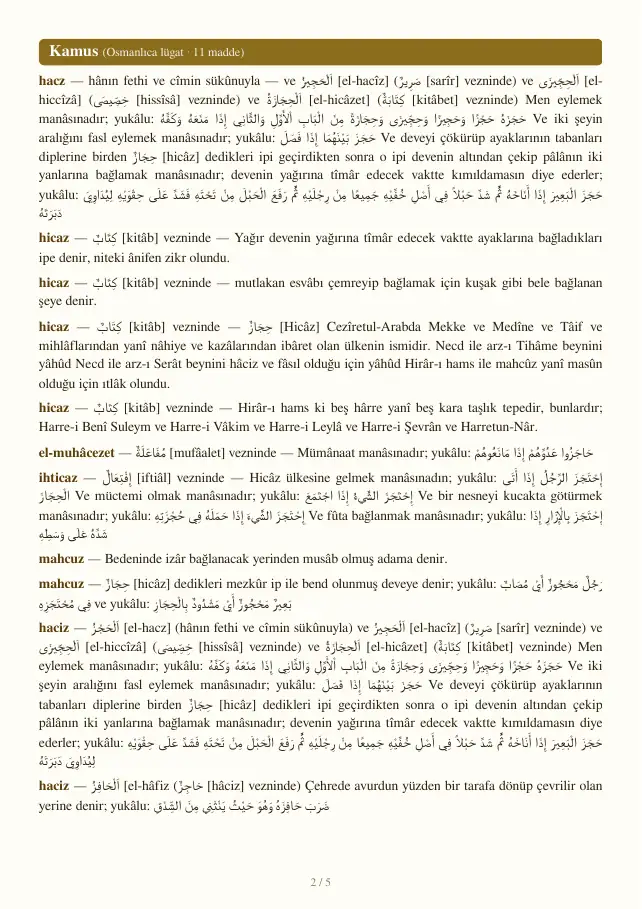 Kamus (Osmanlıca lügat · 11 madde)
hacz — hânın fethi ve cîmin sükûnuyla — ve اَلْحَجِيزُ [el-hacîz] (صَرِيرٌ [sarîr] vezninde) ve اَلْحِجِّيزَى [el-
hiccîzâ] (خِصِّيصَى [hissîsâ] vezninde) ve اَلْحِجَازَةُ [el-hicâzet] (كِتَابَةٌ [kitâbet] vezninde) Men eylemek
manâsınadır; yukâlu: حَجَزَهُ حَجْزًا وَحَجِيزًا وَحِجِّيزَى وَحِجَازَةً مِنَ الْبَابِ الْأَوَّلِ وَالثَّانِي إِذَا مَنَعَهُ وَكَفَّهُ Ve iki şeyin
aralığını fasl eylemek manâsınadır; yukâlu: حَجَزَ بَيْنَهُمَا إِذَا فَصَلَ Ve deveyi çökürüp ayaklarının tabanları
diplerine birden حِجَازٌ [hicâz] dedikleri ipi geçirdikten sonra o ipi devenin altından çekip pâlânın iki
yanlarına bağlamak manâsınadır; devenin yağrına tîmâr edecek vaktte kımıldamasın diye ederler;
yukâlu: حَجَزَ الْبَعِيرَ إِذَا أَنَاخَهُ ثُمَّ شَدَّ حَبْلاً فِي أَصْلِ خُفَّيْهِ جَمِيعًا مِنْ رِجْلَيْهِ ثُمَّ رَفَعَ الْحَبْلَ مِنْ تَحْتِهِ فَشَدَّ عَلَى حِقْوَيْهِ لِيُدَاوِيَ
دَبَرَتَهُ
hicaz — كِتَابٌ [kitâb] vezninde — Yağır devenin yağırına tîmâr edecek vaktte ayaklarına bağladıkları
ipe denir, niteki ânifen zikr olundu.
hicaz — كِتَابٌ [kitâb] vezninde — mutlakan esvâbı çemreyip bağlamak için kuşak gibi bele bağlanan
şeye denir.
hicaz — كِتَابٌ [kitâb] vezninde — حِجَازٌ [Hicâz] Cezîretul-Arabda Mekke ve Medîne ve Tâif ve
mihlâflarından yanî nâhiye ve kazâlarından ibâret olan ülkenin ismidir. Necd ile arz-ı Tihâme beynini
yâhûd Necd ile arz-ı Serât beynini hâciz ve fâsıl olduğu için yâhûd Hirâr-ı hams ile mahcûz yanî masûn
olduğu için ıtlâk olundu.
hicaz — كِتَابٌ [kitâb] vezninde — Hirâr-ı hams ki beş hârre yanî beş kara taşlık tepedir, bunlardır;
Harre-i Benî Suleym ve Harre-i Vâkim ve Harre-i Leylâ ve Harre-i Şevrân ve Harretun-Nâr.
el-muhâcezet — مُفَاعَلَةٌ [mufâalet] vezninde — Mümânaat manâsınadır; yukâlu: حَاجَزُوا عَدُوَّهُمْ إِذَا مَانَعُوهُمْ
ihticaz — إِفْتِعَالٌ [iftiâl] vezninde — Hicâz ülkesine gelmek manâsınadın; yukâlu: إِحْتَجَزَ الرَّجُلُ إِذَا أَتَى
الْحِجَازَ Ve müctemi olmak manâsınadır; yukâlu: إِحْتَجَزَ الشَّيْءُ إِذَا اجْتَمَعَ Ve bir nesneyi kucakta götürmek
manâsınadır; yukâlu: إِحْتَجَزَ الشَّيْءَ إِذَا حَمَلَهُ فِي حُجْزَتِهِ Ve fûta bağlanmak manâsınadır; yukâlu: إِحْتَجَزَ بِالْإِزَارِ إِذَا
شَدَّهُ عَلَى وَسَطِهِ
mahcuz — Bedeninde izâr bağlanacak yerinden musâb olmuş adama denir.
mahcuz — حِجَازٌ [hicâz] dedikleri mezkûr ip ile bend olunmuş deveye denir; yukâlu: رَجُلٌ مَحْجُوزٌ أَيْ مُصَابٌ
فِي مُحْتَجَزِهِ ve yukâlu: بَعِيرٌ مَحْجُوزٌ أَيْ مَشْدُودٌ بِالْحِجَازِ
haciz — اَلْحَجْزُ [el-hacz] (hânın fethi ve cîmin sükûnuyla) ve اَلْحَجِيزُ [el-hacîz] (صَرِيرٌ [sarîr] vezninde) ve
اَلْحِجِّيزَى [el-hiccîzâ] (خِصِّيصَى [hissîsâ] vezninde) ve اَلْحِجَازَةُ [el-hicâzet] (كِتَابَةٌ [kitâbet] vezninde) Men
eylemek manâsınadır; yukâlu: حَجَزَهُ حَجْزًا وَحَجِيزًا وَحِجِّيزَى وَحِجَازَةً مِنَ الْبَابِ الْأَوَّلِ وَالثَّانِي إِذَا مَنَعَهُ وَكَفَّهُ Ve iki
şeyin aralığını fasl eylemek manâsınadır; yukâlu: حَجَزَ بَيْنَهُمَا إِذَا فَصَلَ Ve deveyi çökürüp ayaklarının
tabanları diplerine birden حِجَازٌ [hicâz] dedikleri ipi geçirdikten sonra o ipi devenin altından çekip
pâlânın iki yanlarına bağlamak manâsınadır; devenin yağrına tîmâr edecek vaktte kımıldamasın diye
ederler; yukâlu: حَجَزَ الْبَعِيرَ إِذَا أَنَاخَهُ ثُمَّ شَدَّ حَبْلاً فِي أَصْلِ خُفَّيْهِ جَمِيعًا مِنْ رِجْلَيْهِ ثُمَّ رَفَعَ الْحَبْلَ مِنْ تَحْتِهِ فَشَدَّ عَلَى حِقْوَيْهِ
لِيُدَاوِيَ دَبَرَتَهُ
haciz — اَلْحَافِزُ [el-hâfiz (حَاجِزٌ [hâciz] vezninde) Çehrede avurdun yüzden bir tarafa dönüp çevrilir olan
yerine denir; yukâlu: ضَرَبَ حَافِزَهُ وَهُوَ حَيْثُ يَنْثَنِي مِنَ الشِّدْقِ
2 / 5